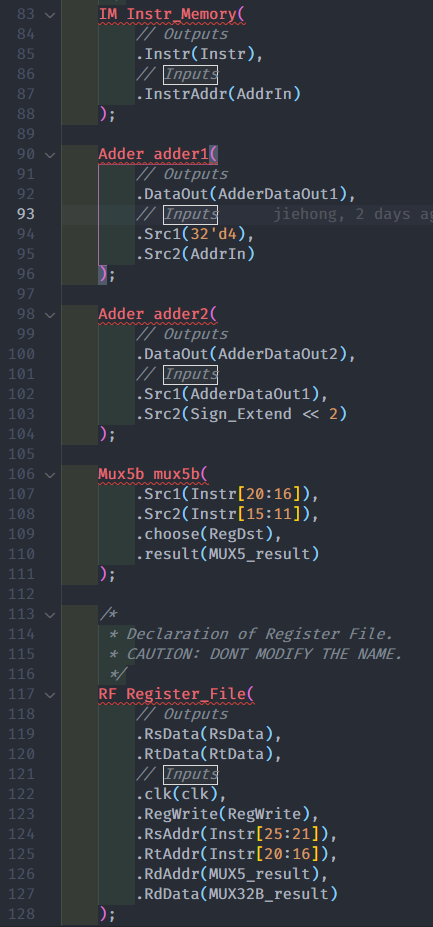 83 IM Instr_Memory(
84 // Outputs
85 .Instr(Instr),
86 // Inputs
87 .InstrAddr(AddrIn)
88 );
89
90 Adder adder1(
91 // Outputs
92 .DataOut(AdderDataOut1),
93 // Inputs jiehong, 2 days ag
94 .Src1(32'd4),
95 .Src2(AddrIn)
96 );
97
98 Adder adder2(
99 // Outputs
100 .DataOut(AdderDataOut2),
101 // Inputs
102 .Src1(AdderDataOut1),
103 .Src2(Sign_Extend << 2)
104 );
105
106 Mux5b mux5b(
107 .Src1(Instr[20:16]),
108 .Src2(Instr[15:11]),
109 .choose(RegDst),
110 .result(MUX5_result)
111 );
112
113 /*
114 * Declaration of Register File.
115 * CAUTION: DONT MODIFY THE NAME.
116 */
117 RF Register_File(
118 // Outputs
119 .RsData(RsData),
120 .RtData(RtData),
121 // Inputs
122 .clk(clk),
123 .RegWrite(RegWrite),
124 .RsAddr(Instr[25:21]),
125 .RtAddr(Instr[20:16]),
126 .RdAddr(MUX5_result),
127 .RdData(MUX32B_result)
128 );